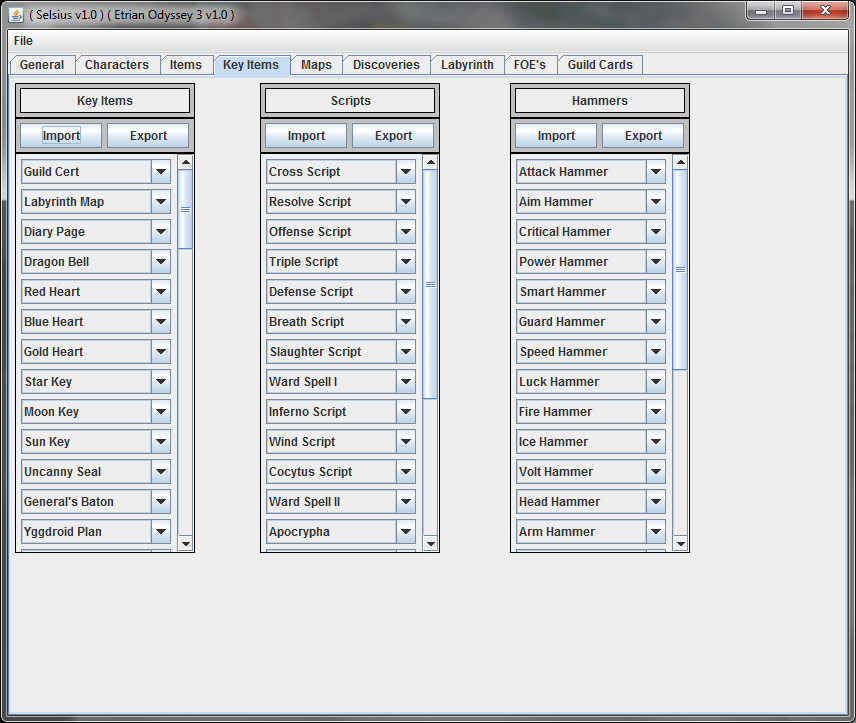 ( Selsius v1.0 ) ( Etrian Odyssey 3 v1.0 )
File
General Characters Items Key Items Maps Discoveries Labyrinth FOE's Guild Cards
Key Items Scripts Hammers
Import Export Import Export Import Export
Guild Cert Cross Script Attack Hammer
Labyrinth Map Resolve Script Aim Hammer
Diary Page Offense Script Critical Hammer
Dragon Bell Triple Script Power Hammer
Red Heart Defense Script Smart Hammer
Blue Heart Breath Script Guard Hammer
Gold Heart Slaughter Script Speed Hammer
Star Key Ward Spell I Luck Hammer
Moon Key Inferno Script Fire Hammer
Sun Key Wind Script Ice Hammer
Uncanny Seal Cocytus Script Volt Hammer
General's Baton Ward Spell II Head Hammer
Yggdroid Plan Apocrypha Arm Hammer